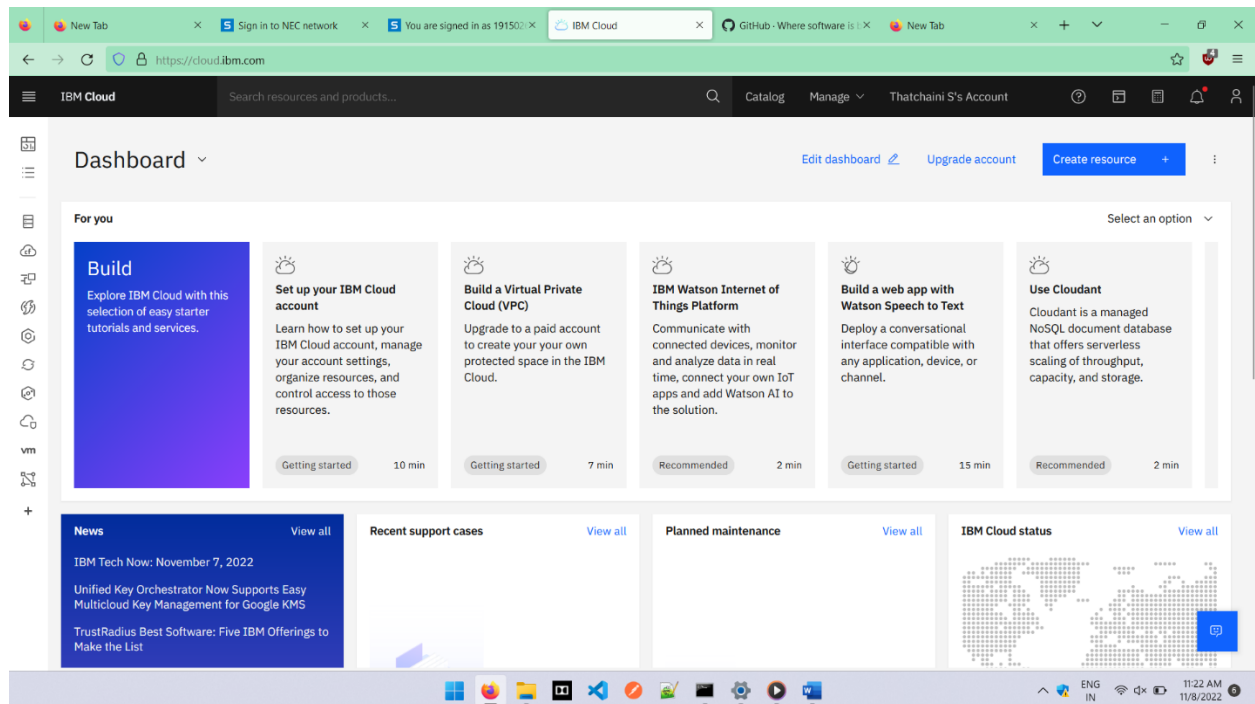 New Tab
Sign in to NEC network
You are signed in as 191502
IBM Cloud
GitHub - Where software is b
New Tab
https://cloud.ibm.com
IBM Cloud
Search resources and products...
Catalog
Manage
Thatchaini S's Account
Dashboard
Edit dashboard
Upgrade account
Create resource +
For you
Select an option
Build
Explore IBM Cloud with this
selection of easy starter
tutorials and services.
Set up your IBM Cloud
account
Learn how to set up your
IBM Cloud account, manage
your account settings,
organize resources, and
control access to those
resources.
Getting started 10 min
Build a Virtual Private
Cloud (VPC)
Upgrade to a paid account
to create your your own
protected space in the IBM
Cloud.
Getting started 7 min
IBM Watson Internet of
Things Platform
Communicate with
connected devices, monitor
and analyze data in real
time, connect your own IoT
apps and add Watson AI to
the solution.
Recommended 2 min
Build a web app with
Watson Speech to Text
Deploy a conversational
interface compatible with
any application, device, or
channel.
Getting started 15 min
Use Cloudant
Cloudant is a managed
NoSQL document database
that offers serverless
scaling of throughput,
capacity, and storage.
Recommended 2 min
vm
News View all
IBM Tech Now: November 7, 2022
Unified Key Orchestrator Now Supports Easy
Multicloud Key Management for Google KMS
TrustRadius Best Software: Five IBM Offerings to
Make the List
Recent support cases View all
Planned maintenance View all
IBM Cloud status View all
ENG
IN
11:22 AM
11/8/2022
6